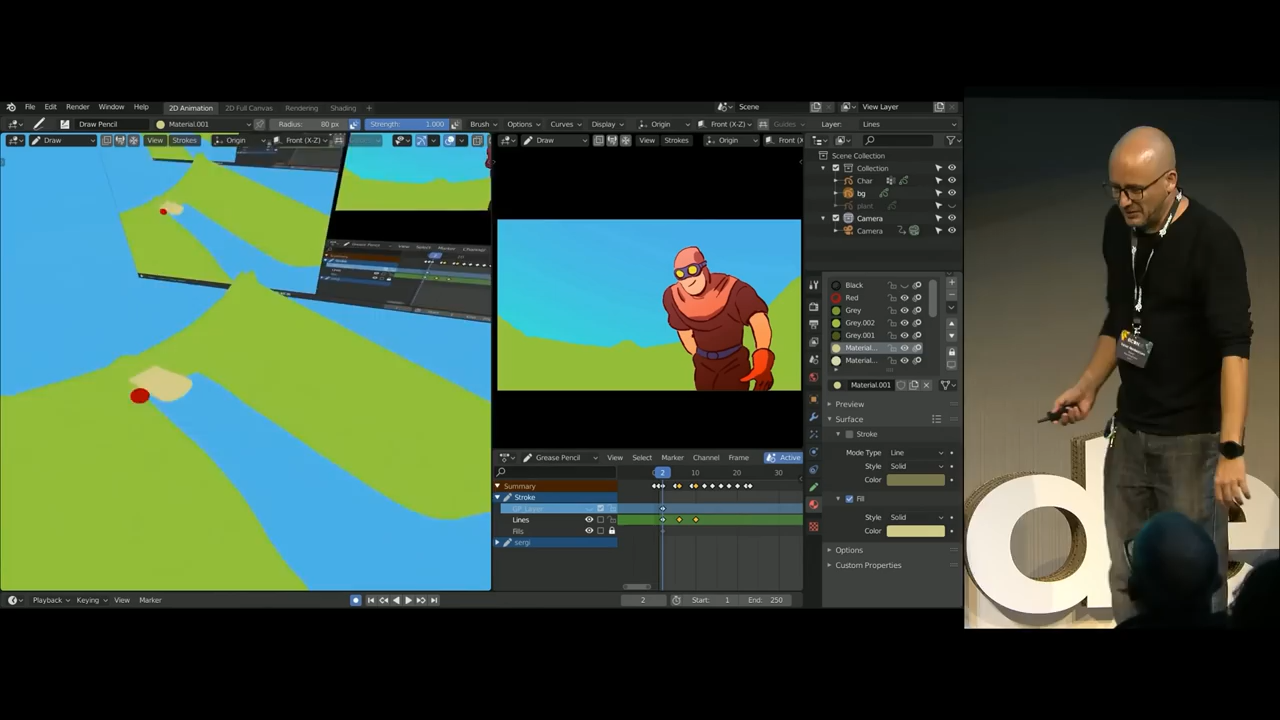 File Edit Render Window Help 2D Animation 2D Full Canvas Rendering Shading + Scene View Layer
Draw Pencil Material.001 Radius: 80 px Strength: 1.000 Brush Options Curves Display Origin Front (X-Z) Guides Layer: Lines
Draw View Strokes Origin Front (X-Z)
Draw View Strokes Origin Front (X
Scene Collection
Collection
Char
bg
plant
Camera
Camera
Black
Red
Grey
Grey.002
Grey.001
Material...
Material...
Material.001
Preview
Surface
Stroke
Mode Type Line
Style Solid
Color
Fill
Style Solid
Color
Options
Custom Properties
Grease Pencil View Select Marker Channel Frame Active
2 10 20 30
Summary
Stroke
GP_Layer
Lines
Fills
sergi
Playback Keying View Marker
2 Start: 1 End: 250